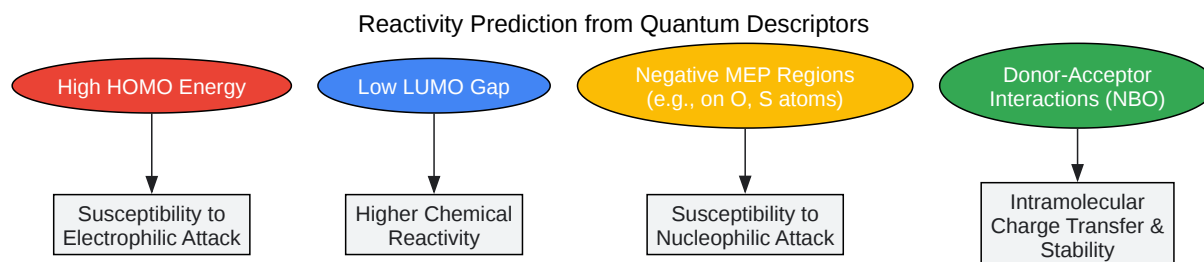 Reactivity Prediction from Quantum Descriptors
High HOMO Energy
Low LUMO Gap
Negative MEP Regions
(e.g., on O, S atoms)
Donor-Acceptor
Interactions (NBO)
Susceptibility to
Electrophilic Attack
Higher Chemical
Reactivity
Susceptibility to
Nucleophilic Attack
Intramolecular
Charge Transfer &
Stability